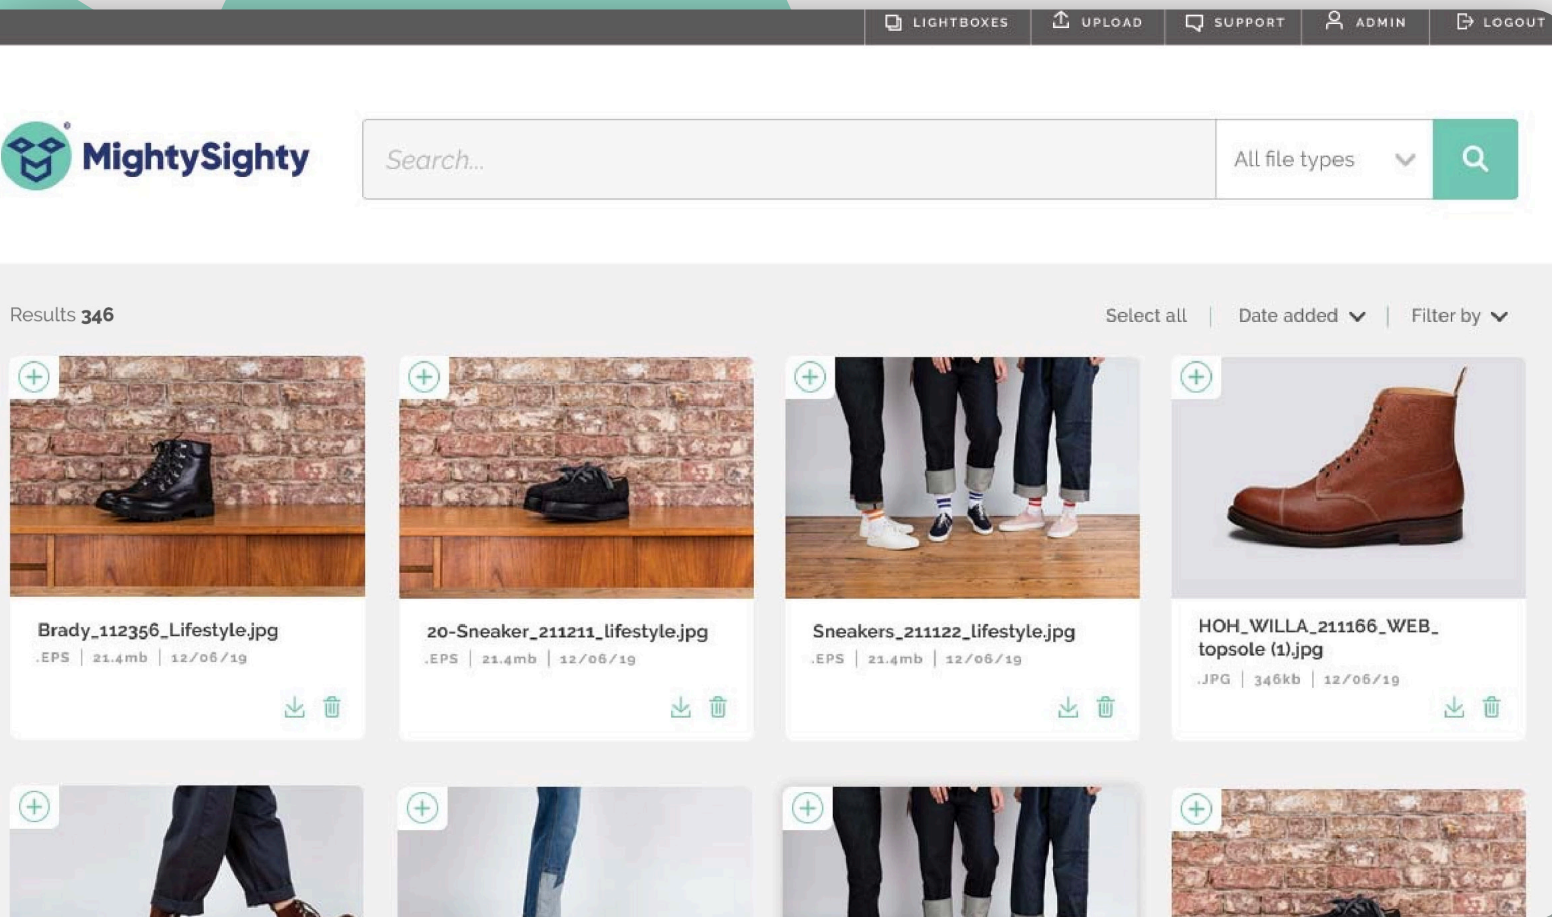 LIGHTBOXES
UPLOAD
SUPPORT
ADMIN
LOGOUT
MightySighty
Search...
All file types
Results 346
Select all
Date added
Filter by
Brady_112356_Lifestyle.jpg
.EPS | 21.4mb | 12/06/19
20-Sneaker_211211_lifestyle.jpg
.EPS | 21.4mb | 12/06/19
Sneakers_211122_lifestyle.jpg
.EPS | 21.4mb | 12/06/19
HOH_WILLA_211166_WEB_
topsole (1).jpg
.JPG | 346kb | 12/06/19